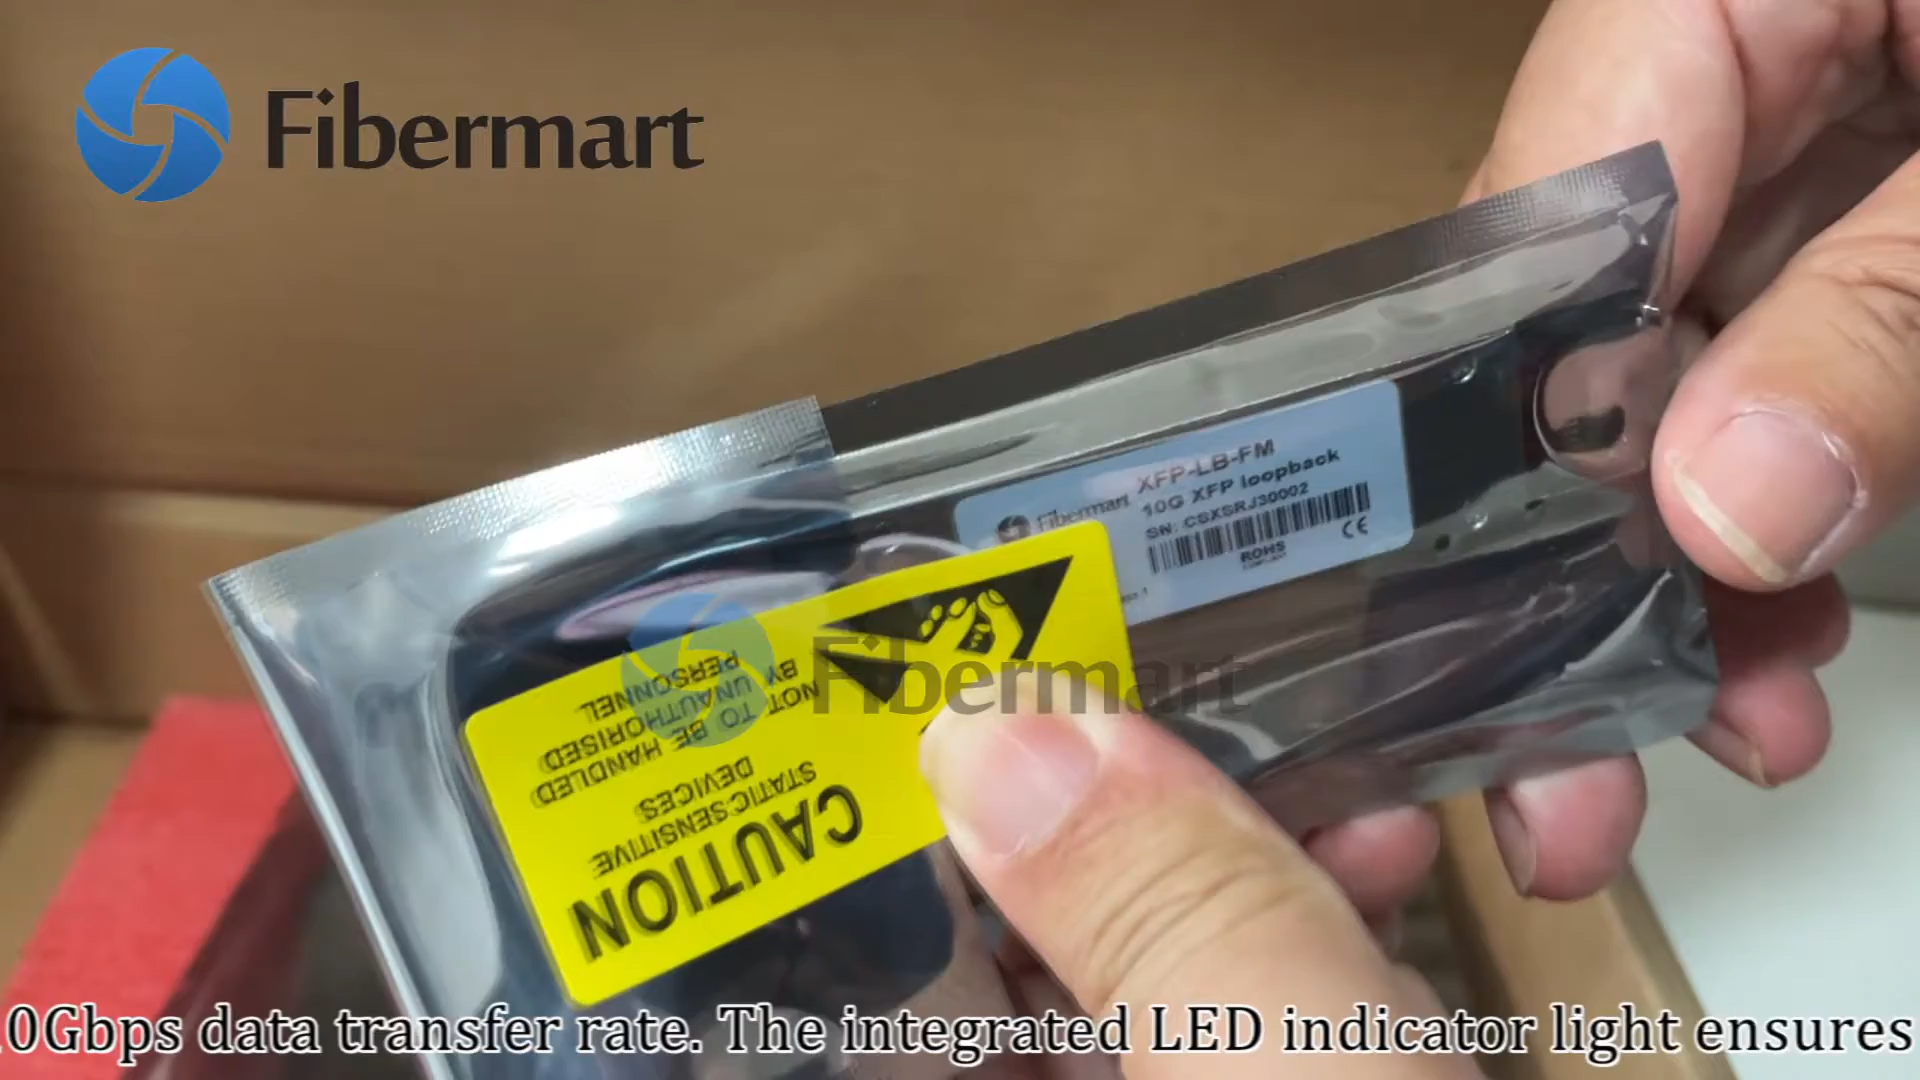 Fibermart
XFP-LB-FM
Fibermart
10G XFP loopback
SN: CSXSRJ30002
ROHS
CE
Fibermart
CAUTION
STATIC SENSITIVE
DEVICES
NOT TO BE HANDLED
BY UNAUTHORISED
PERSONNEL
0Gbps data transfer rate. The integrated LED indicator light ensures